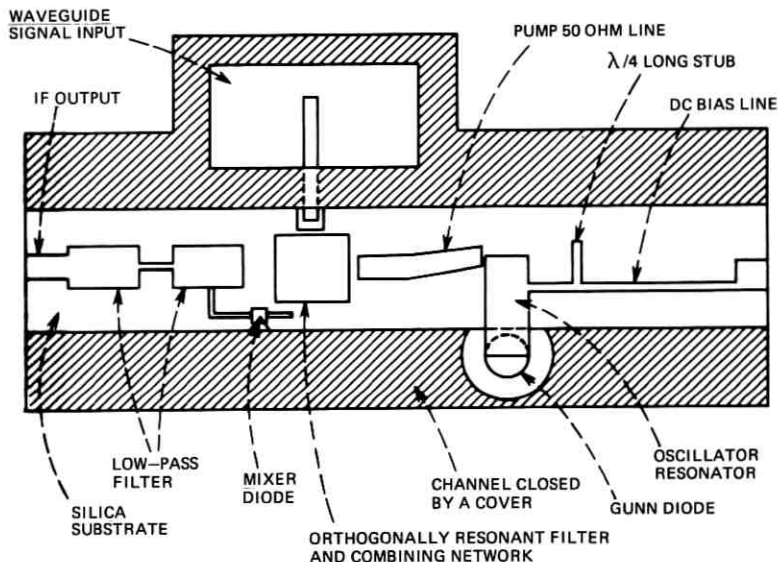 WAVEGUIDE
SIGNAL INPUT
PUMP 50 OHM LINE
λ/4 LONG STUB
IF OUTPUT
DC BIAS LINE
LOW–PASS
FILTER
MIXER
DIODE
CHANNEL CLOSED
BY A COVER
OSCILLATOR
RESONATOR
SILICA
SUBSTRATE
GUNN DIODE
ORTHOGONALLY RESONANT FILTER
AND COMBINING NETWORK